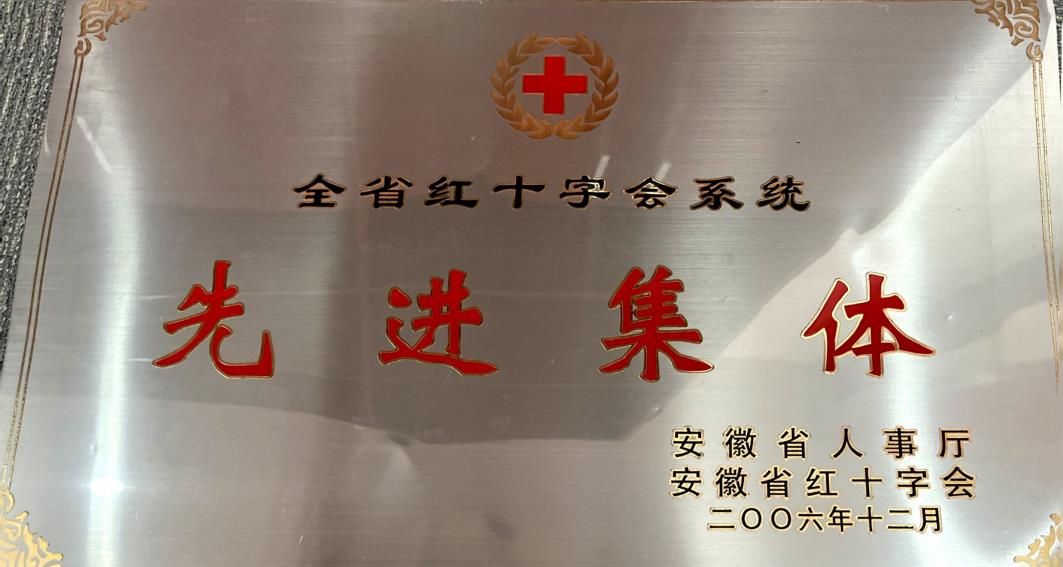 全省红十字会系统
先进集体
安徽省人事厅
安徽省红十字会
二〇〇六年十二月